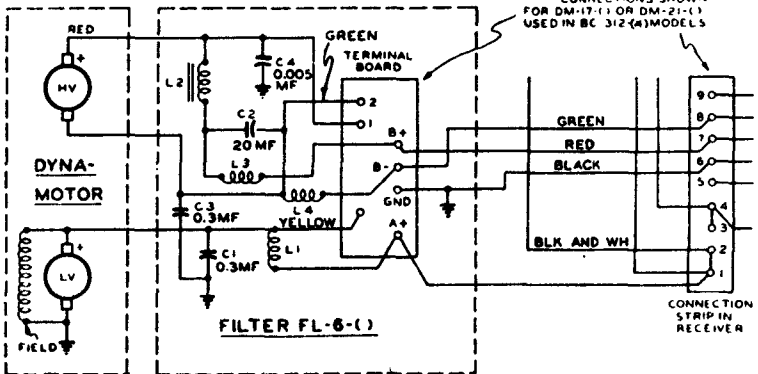 FOR DM-17-( ) OR DM-21-( )
USED IN BC 312-(4) MODELS
RED
GREEN
TERMINAL
BOARD
C4
0.005
MF
L2
+
HV
2
1
C2
20 MF
B+
L3
B-
GND
DYNA-
MOTOR
C3
0.3MF
L4
YELLOW
A+
+
LV
C1
0.3MF
L1
FIELD
FILTER FL-6-( )
GREEN
RED
BLACK
BLK AND WH
9
8
7
6
5
4
3
2
1
CONNECTION
STRIP IN
RECEIVER